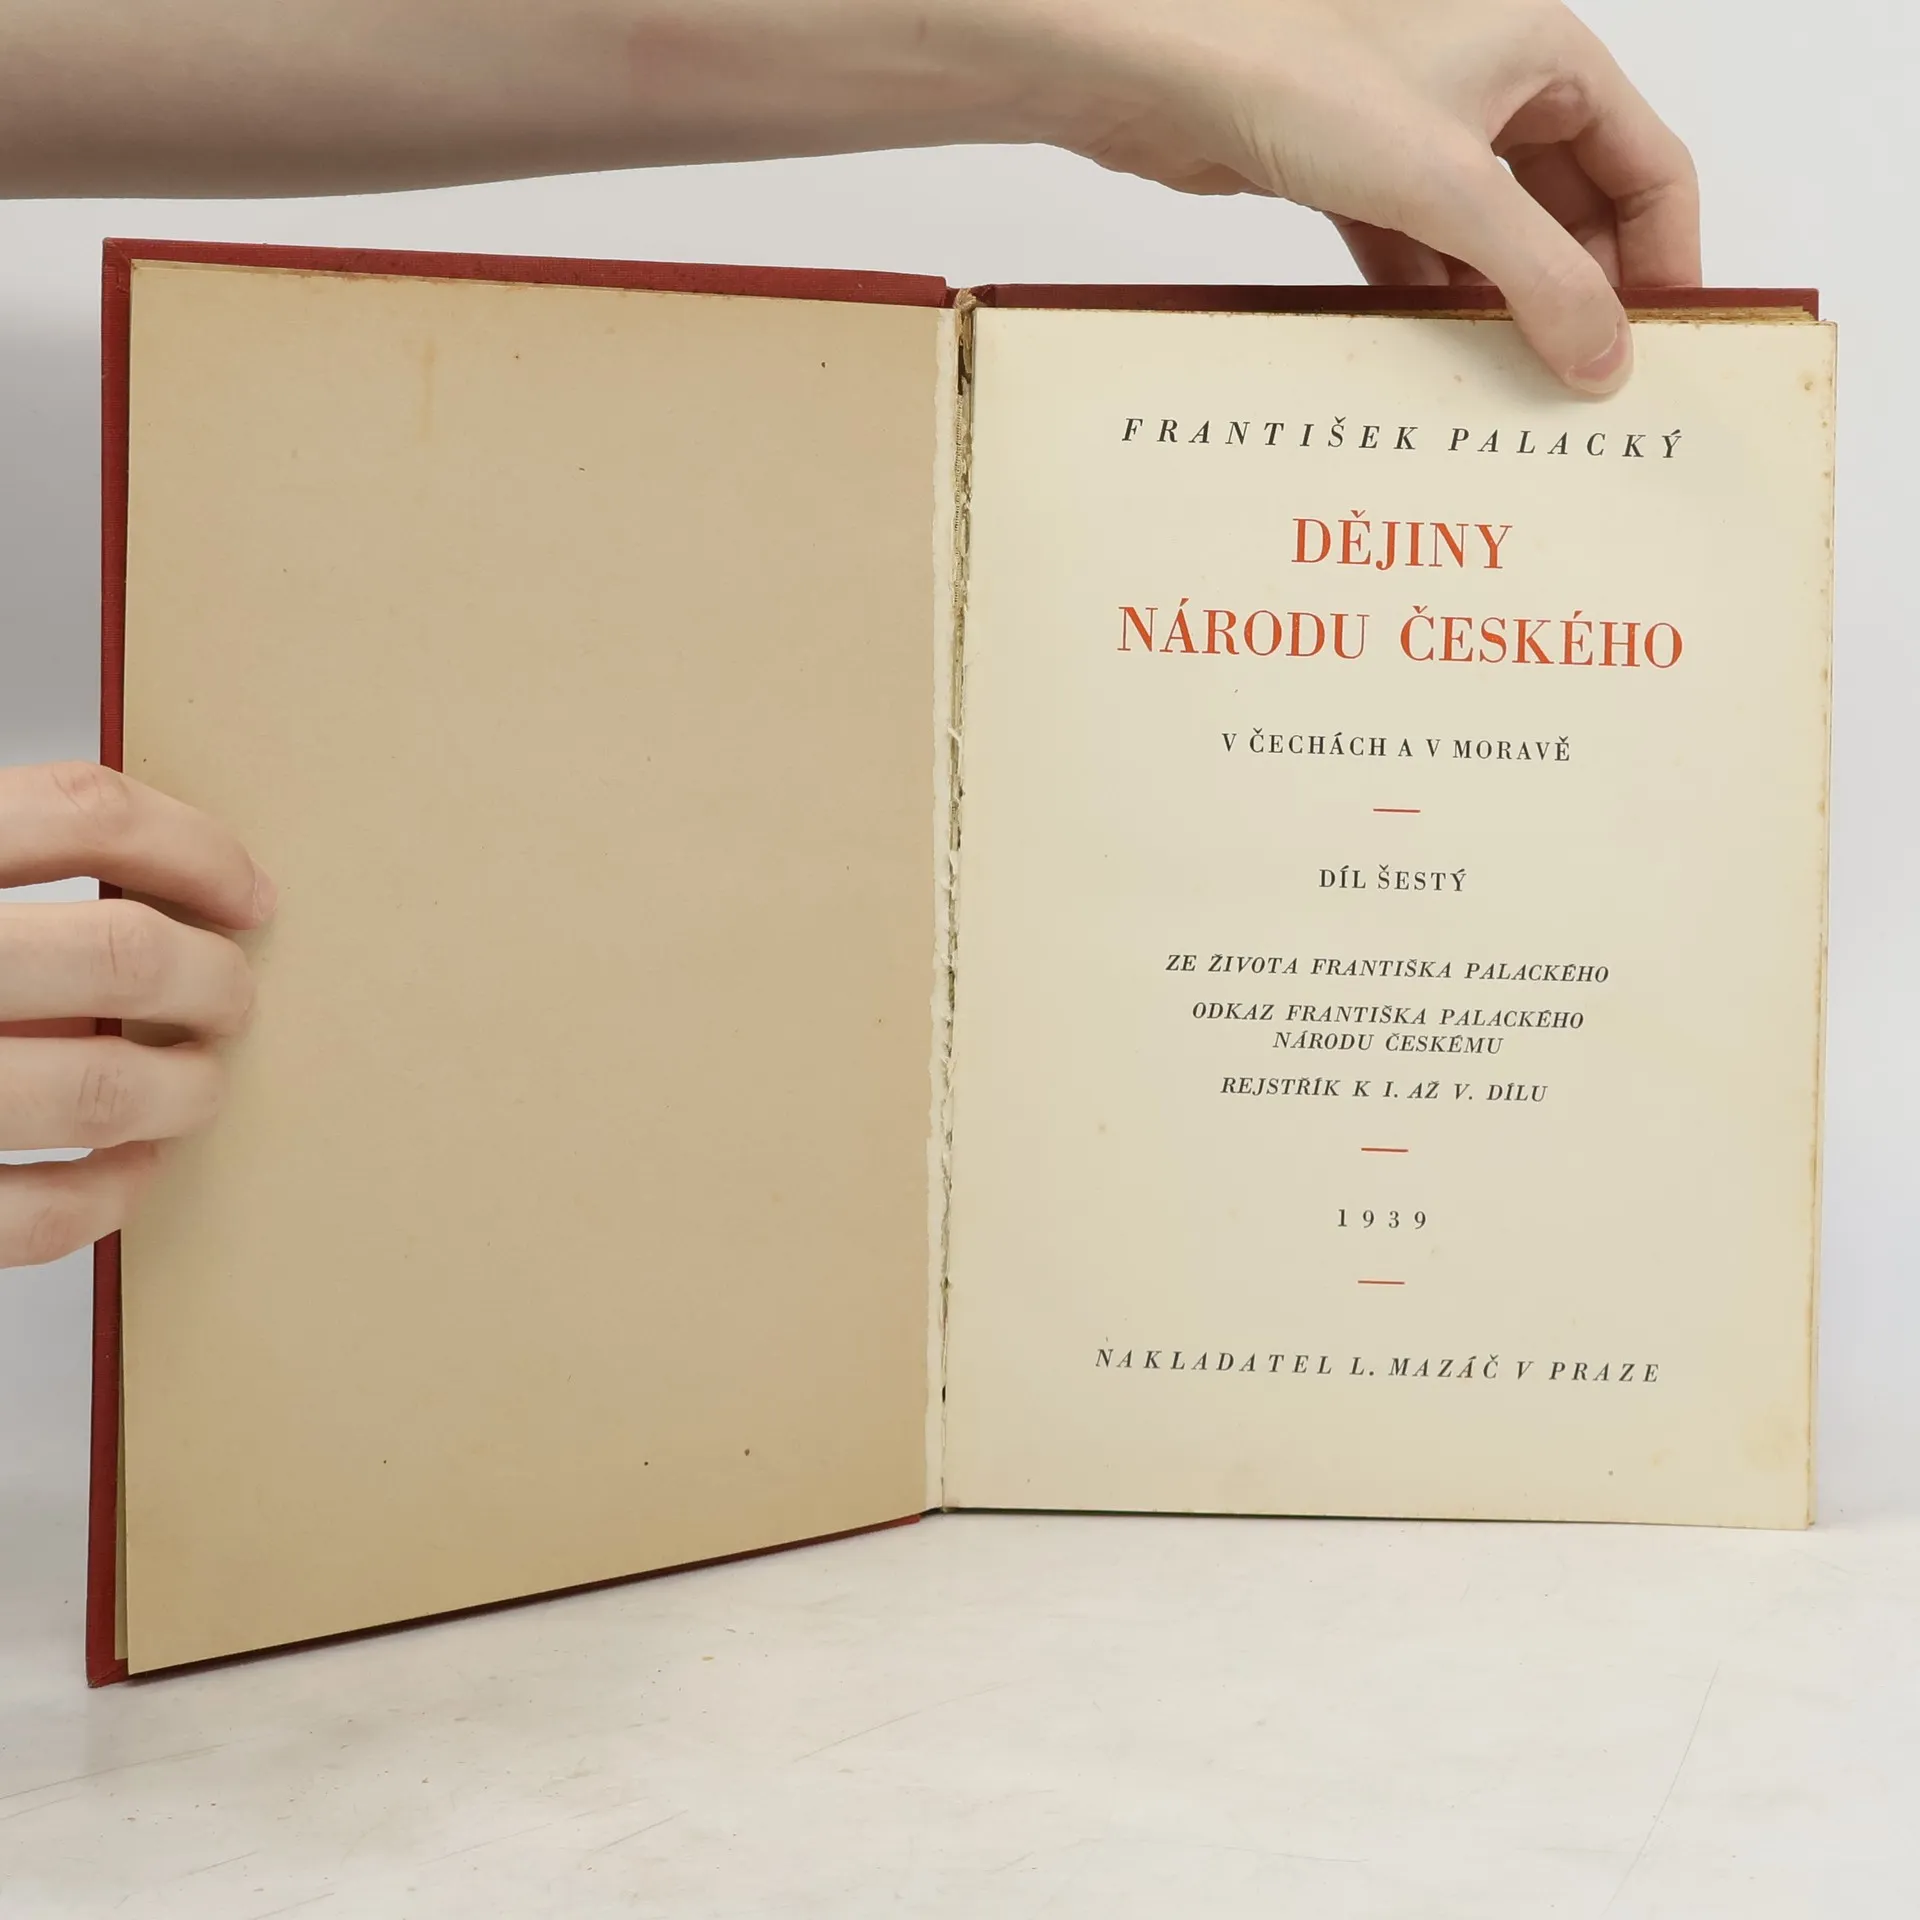 FRANTIŠEK PALACKÝ
DĚJINY
NÁRODU ČESKÉHO
V ČECHÁCH A V MORAVĚ
DÍL ŠESTÝ
ZE ŽIVOTA FRANTIŠKA PALACKÉHO
ODKAZ FRANTIŠKA PALACKÉHO
NÁRODU ČESKÉMU
REJSTŘÍK K I. AŽ V. DÍLU
1939
NAKLADATEL L. MAZÁČ V PRAZE